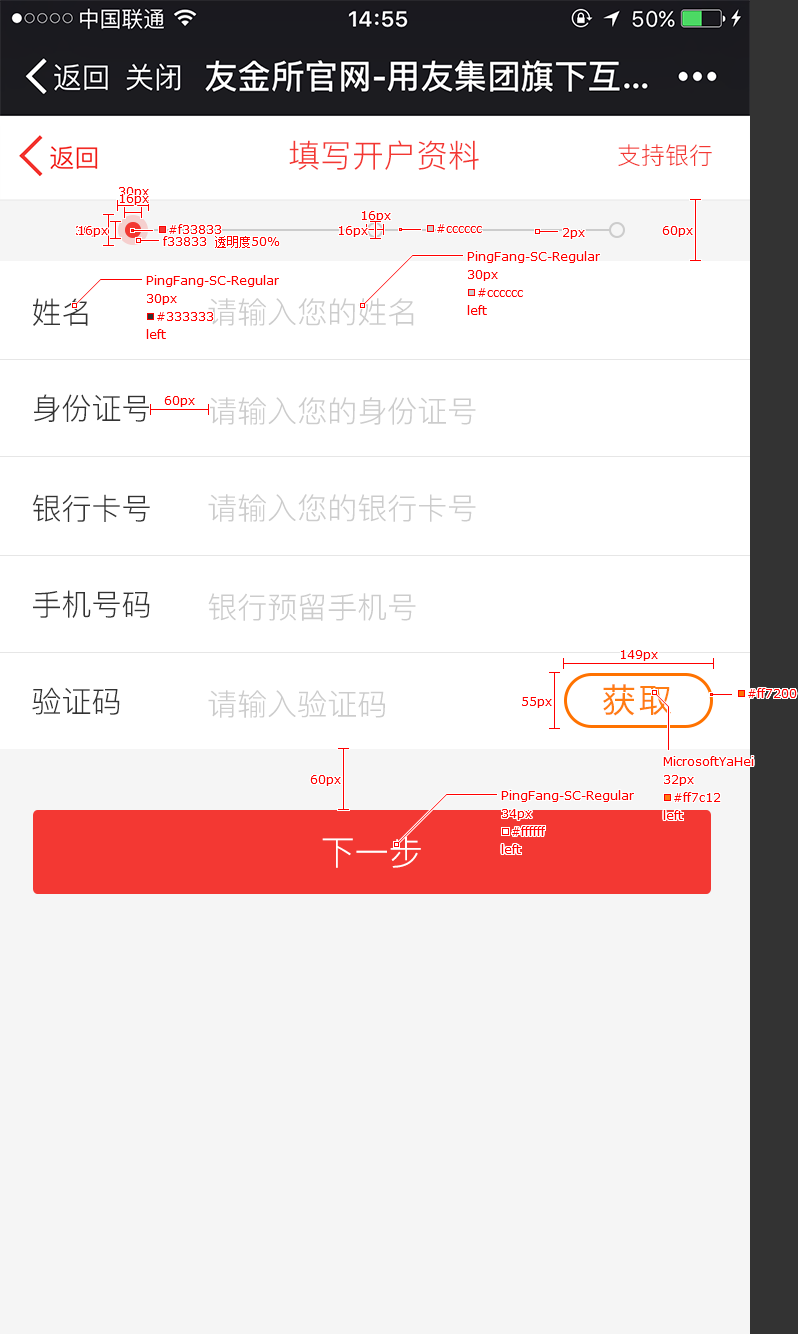 中国联通 14:55 50%
返回 关闭 友金所官网-用友集团旗下互...
返回 填写开户资料 支持银行
30px
16px
16px
16px #f33833 16px #cccccc 2px 60px
f33833 透明度50%
PingFang-SC-Regular
30px
#cccccc
left
PingFang-SC-Regular
30px
#333333
left
姓名 请输入您的姓名
身份证号 60px 请输入您的身份证号
银行卡号 请输入您的银行卡号
手机号码 银行预留手机号
149px
验证码 请输入验证码 55px 获取 #ff7200
MicrosoftYaHei
32px
#ff7c12
left
60px
PingFang-SC-Regular
34px
#ffffff
left
下一步